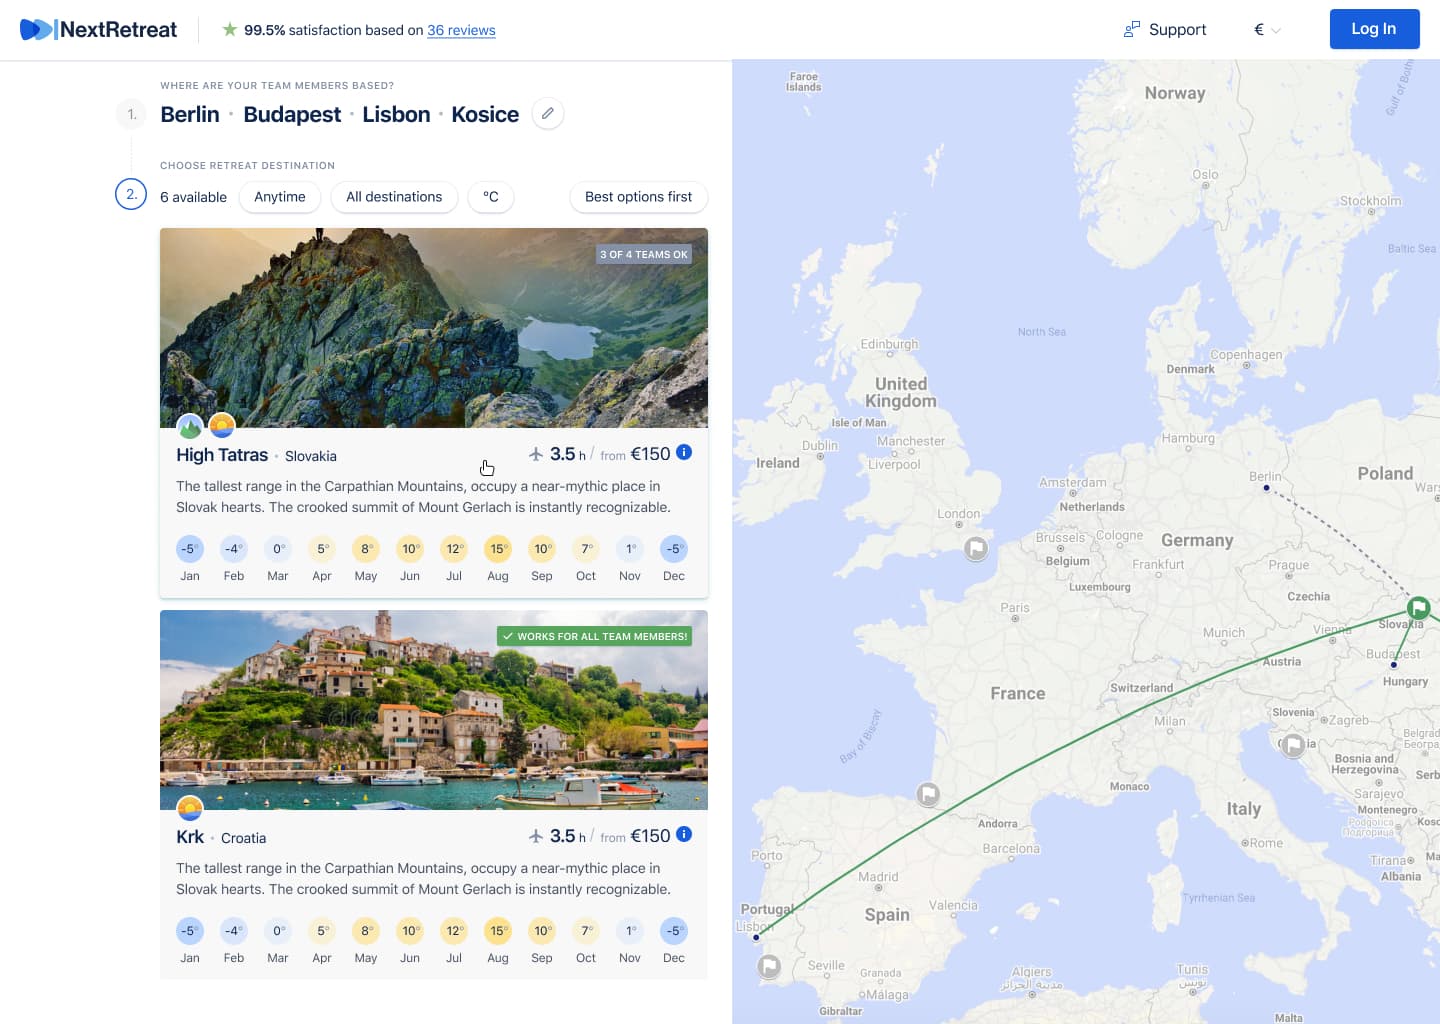 NextRetreat
99.5% satisfaction based on 36 reviews
Support
€
Log In
WHERE ARE YOUR TEAM MEMBERS BASED?
1.
Berlin · Budapest · Lisbon · Kosice
CHOOSE RETREAT DESTINATION
2.
6 available
Anytime
All destinations
°C
Best options first
3 OF 4 TEAMS OK
High Tatras · Slovakia
3.5 h / from €150
The tallest range in the Carpathian Mountains, occupy a near-mythic place in
Slovak hearts. The crooked summit of Mount Gerlach is instantly recognizable.
-5° -4° 0° 5° 8° 10° 12° 15° 10° 7° 1° -5°
Jan Feb Mar Apr May Jun Jul Aug Sep Oct Nov Dec
WORKS FOR ALL TEAM MEMBERS!
Krk · Croatia
3.5 h / from €150
The tallest range in the Carpathian Mountains, occupy a near-mythic place in
Slovak hearts. The crooked summit of Mount Gerlach is instantly recognizable.
-5° -4° 0° 5° 8° 10° 12° 15° 10° 7° 1° -5°
Jan Feb Mar Apr May Jun Jul Aug Sep Oct Nov Dec
Faroe
Islands
Norway
Gulf of Both
Oslo
Stockholm
Baltic Sea
North Sea
Edinburgh
Copenhagen
Denmark
United
Kingdom
Isle of Man
Hamburg
Dublin
Manchester
Ireland
Liverpool
Berlin
Poland
Amsterdam
Wars
Netherlands
London
Brussels
Cologne
Germany
Belgium
Frankfurt
Prague
Luxembourg
Czechia
Paris
Slovakia
Munich
Vienna
Budapest
Austria
Hungary
France
Switzerland
Slovenia
Zagreb
Milan
Bay of Biscay
Belgrad
Београ
ia
Bosnia and
Herzegovina
Serb
Monaco
Sarajevo
Italy
Montenegro
Podgorica
Подгорица
Kosc
Andorra
Porto
Barcelona
Rome
Tirana
Ma
Madrid
Albania
Portugal
Spain
Valencia
Tyrrhenian Sea
Lisbon
Seville
Granada
Algiers
الجزائر
Tunis
تونس
Málaga
Gibraltar
Malta